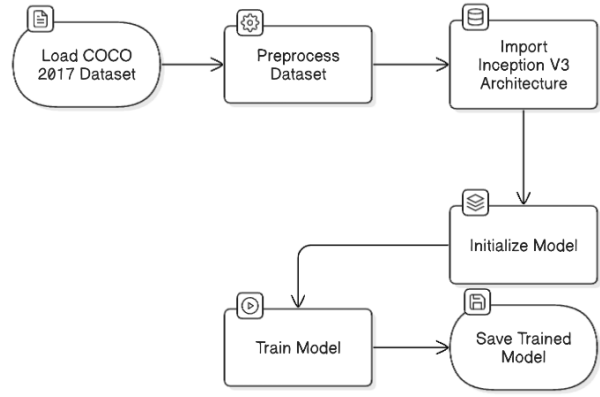 Load COCO
2017 Dataset
Preprocess
Dataset
Import
Inception V3
Architecture
Initialize Model
Train Model
Save Trained
Model